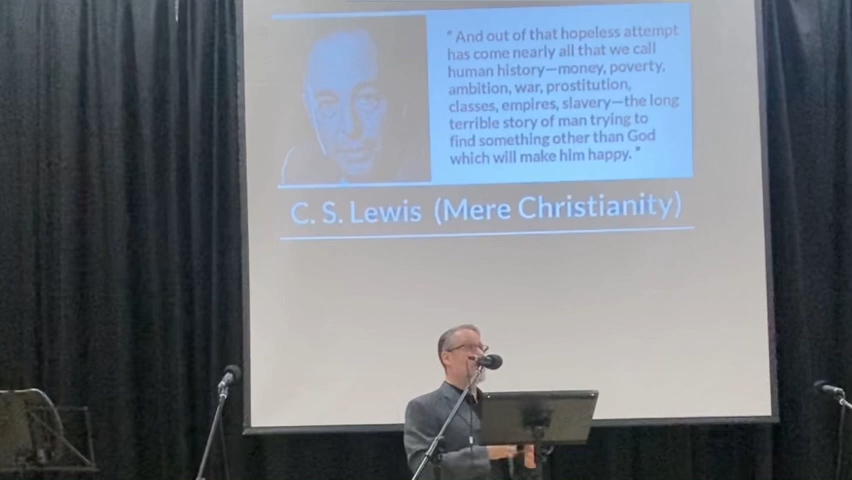 "And out of that hopeless attempt
has come nearly all that we call
human history—money, poverty,
ambition, war, prostitution,
classes, empires, slavery—the long
terrible story of man trying to
find something other than God
which will make him happy."
C. S. Lewis (Mere Christianity)